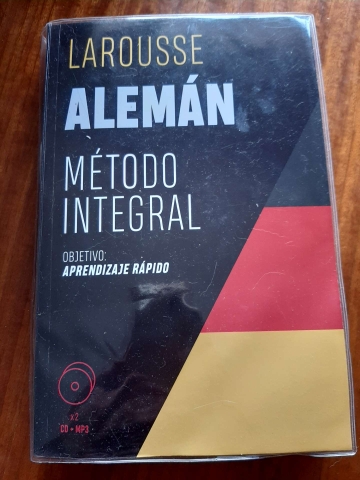 LAROUSSE
ALEMÁN
MÉTODO
INTEGRAL
OBJETIVO:
APRENDIZAJE RÁPIDO
x2
CD + MP3